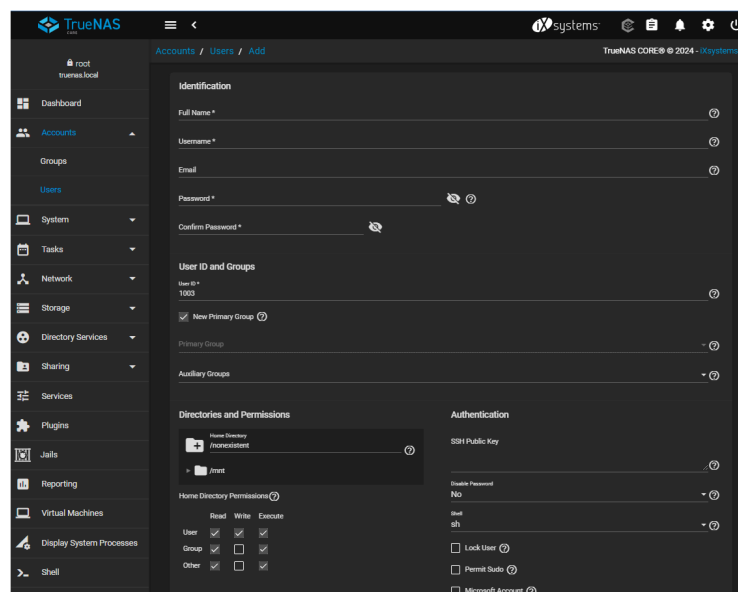 TrueNAS
CORE
iXsystems
root
truenas.local
Accounts / Users / Add
TrueNAS CORE® © 2024 - iXsystems
Dashboard
Accounts
Groups
Users
System
Tasks
Network
Storage
Directory Services
Sharing
Services
Plugins
Jails
Reporting
Virtual Machines
Display System Processes
Shell
Identification
Full Name *
Username *
Email
Password *
Confirm Password *
User ID and Groups
User ID *
1003
New Primary Group
Primary Group
Auxiliary Groups
Directories and Permissions
Home Directory
/nonexistent
/mnt
Home Directory Permissions
Read Write Execute
User
Group
Other
Authentication
SSH Public Key
Disable Password
No
Shell
sh
Lock User
Permit Sudo
Microsoft Account